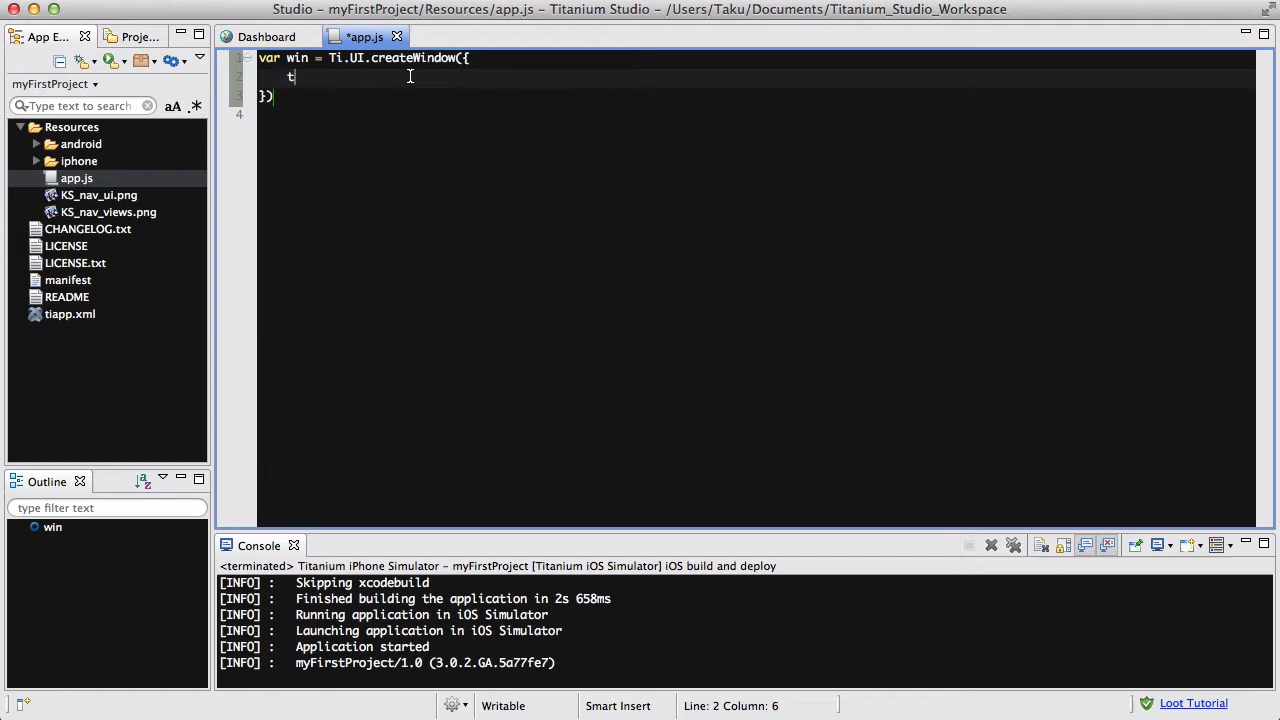 Studio - myFirstProject/Resources/app.js - Titanium Studio - /Users/Taku/Documents/Titanium_Studio_Workspace
App E...
Proje...
Dashboard
*app.js
myFirstProject
Type text to search
aA .*
Resources
android
iphone
app.js
KS_nav_ui.png
KS_nav_views.png
CHANGELOG.txt
LICENSE
LICENSE.txt
manifest
README
tiapp.xml
1 var win = Ti.UI.createWindow({
2 t
3 })
4
Outline
type filter text
win
Console
<terminated> Titanium iPhone Simulator - myFirstProject [Titanium iOS Simulator] iOS build and deploy
[INFO] : Skipping xcodebuild
[INFO] : Finished building the application in 2s 658ms
[INFO] : Running application in iOS Simulator
[INFO] : Launching application in iOS Simulator
[INFO] : Application started
[INFO] : myFirstProject/1.0 (3.0.2.GA.5a77fe7)
Writable
Smart Insert
Line: 2 Column: 6
Loot Tutorial